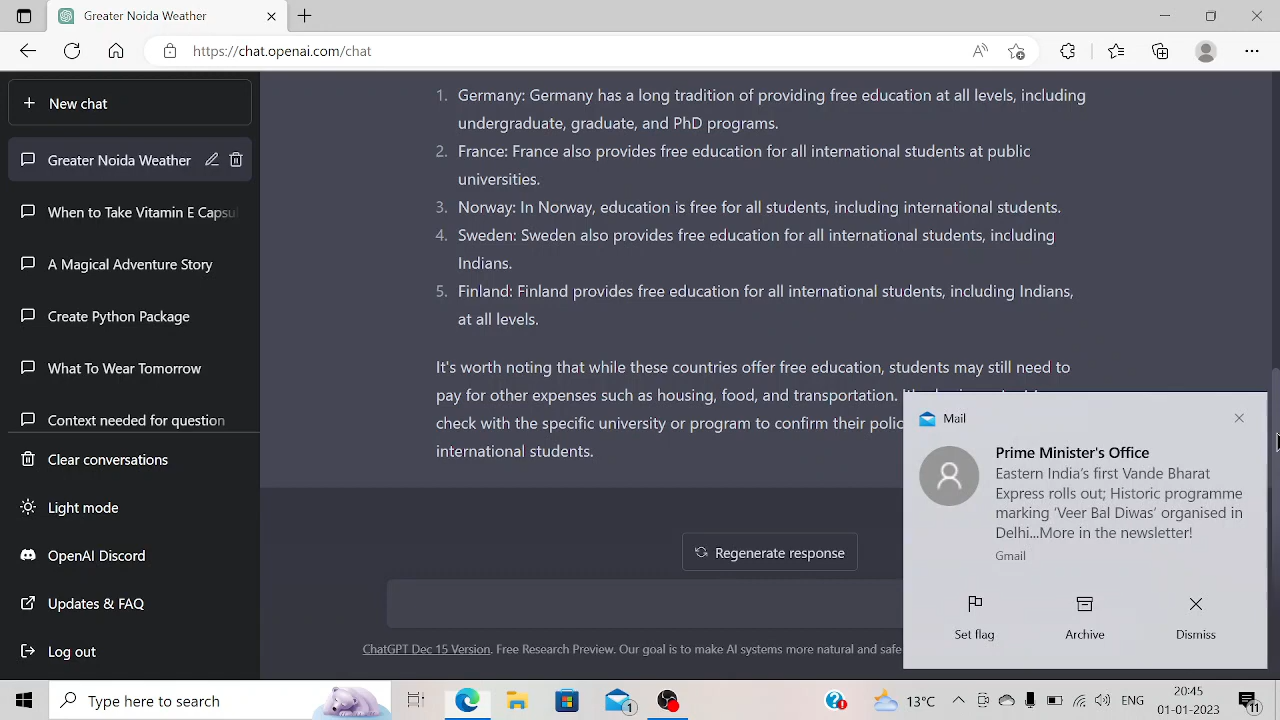 Greater Noida Weather
https://chat.openai.com/chat
New chat
Greater Noida Weather
When to Take Vitamin E Capsul
A Magical Adventure Story
Create Python Package
What To Wear Tomorrow
Context needed for question
Clear conversations
Light mode
OpenAI Discord
Updates & FAQ
Log out
1. Germany: Germany has a long tradition of providing free education at all levels, including
undergraduate, graduate, and PhD programs.
2. France: France also provides free education for all international students at public
universities.
3. Norway: In Norway, education is free for all students, including international students.
4. Sweden: Sweden also provides free education for all international students, including
Indians.
5. Finland: Finland provides free education for all international students, including Indians,
at all levels.
It's worth noting that while these countries offer free education, students may still need to
pay for other expenses such as housing, food, and transportation.
check with the specific university or program to confirm their polic
international students.
Regenerate response
ChatGPT Dec 15 Version. Free Research Preview. Our goal is to make AI systems more natural and safe
Mail
Prime Minister's Office
Eastern India's first Vande Bharat
Express rolls out; Historic programme
marking ‘Veer Bal Diwas’ organised in
Delhi...More in the newsletter!
Gmail
Set flag
Archive
Dismiss
Type here to search
1
13°C
ENG
20:45
01-01-2023
11